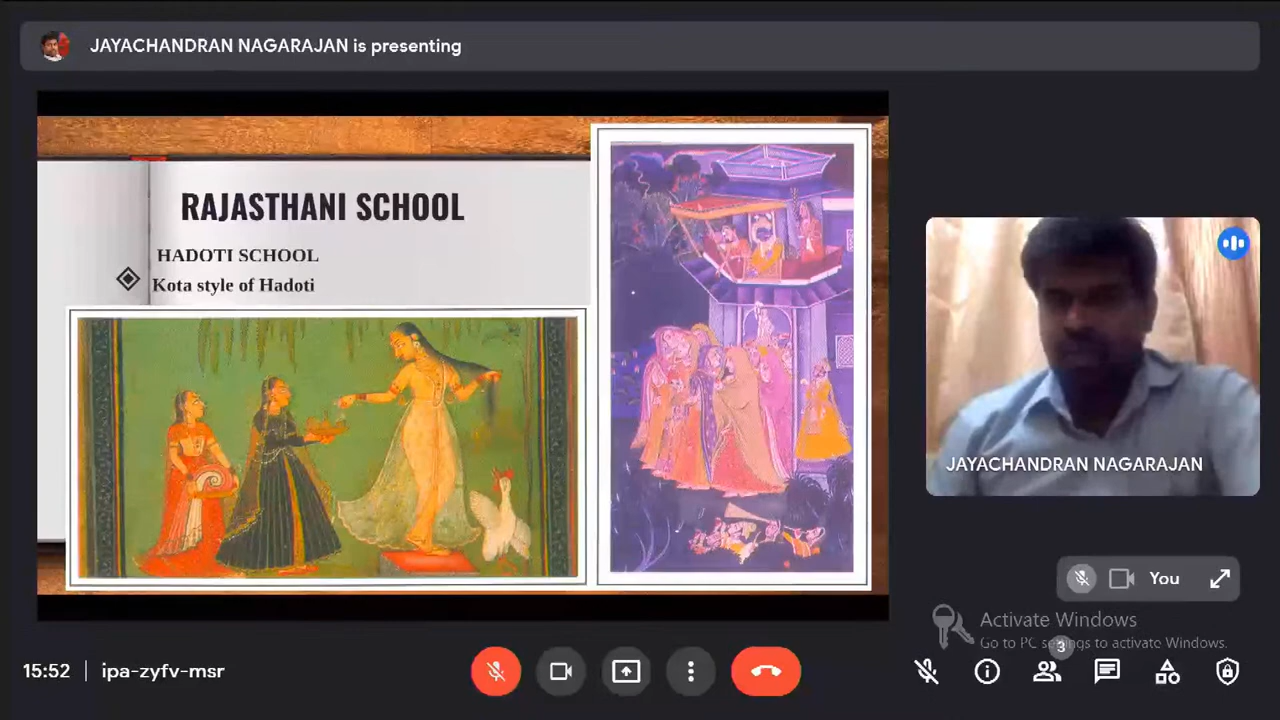 JAYACHANDRAN NAGARAJAN is presenting
RAJASTHANI SCHOOL
HADOTI SCHOOL
Kota style of Hadoti
JAYACHANDRAN NAGARAJAN
You
Activate Windows
Go to PC settings to activate Windows.
3
15:52
ipa-zyfv-msr